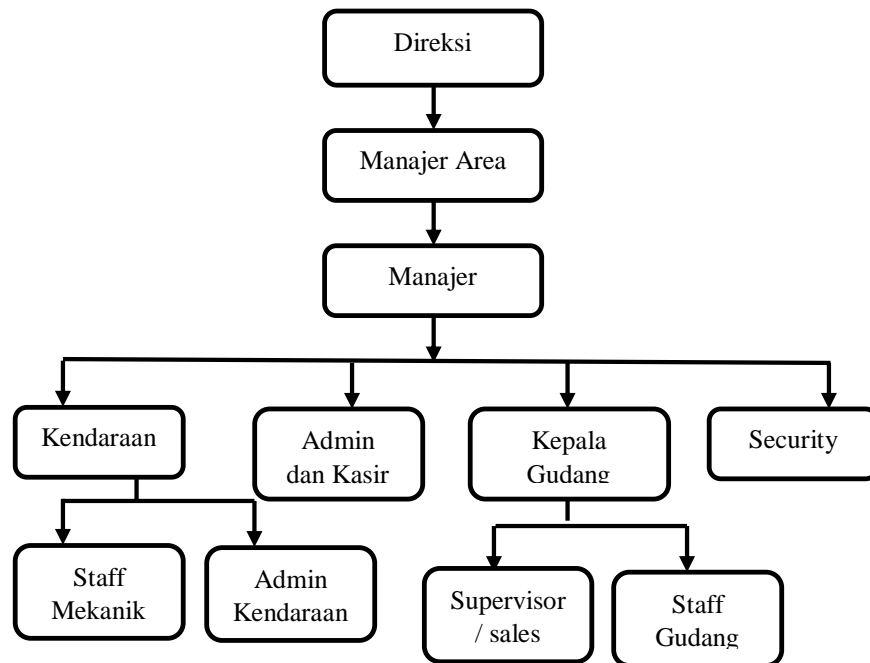 Direksi
Manajer Area
Manajer
Kendaraan
Admin
dan Kasir
Kepala
Gudang
Security
Staff
Mekanik
Admin
Kendaraan
Supervisor
/ sales
Staff
Gudang